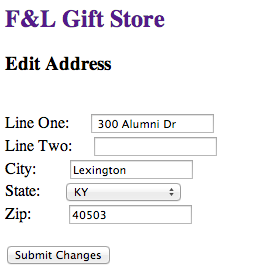 F&L Gift Store
Edit Address
Line One: 300 Alumni Dr
Line Two:
City: Lexington
State: KY
Zip: 40503
Submit Changes